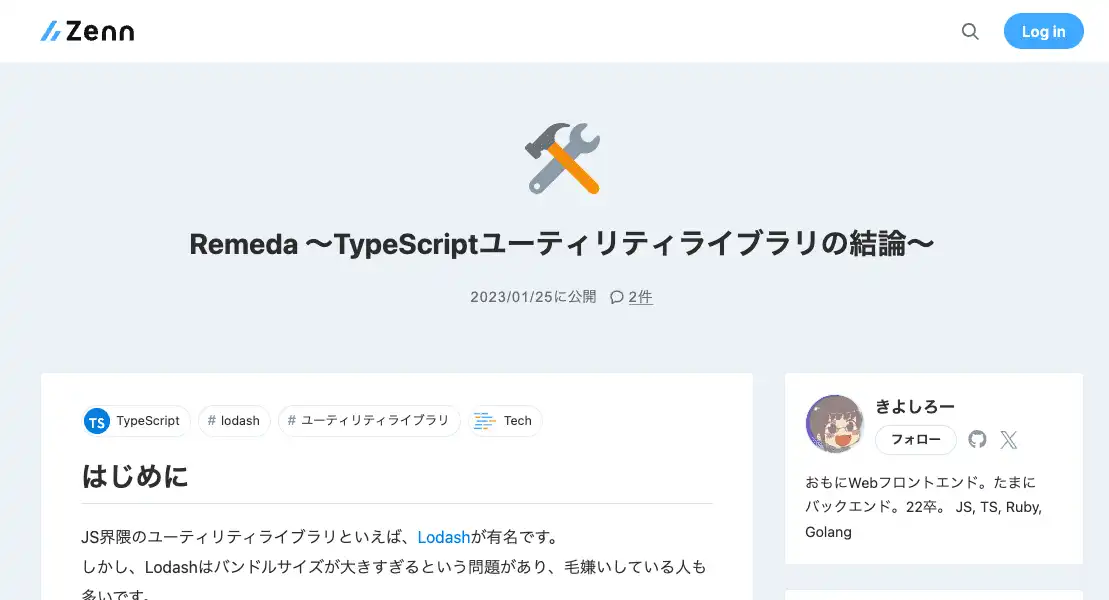 Zenn
Log in
Remeda 〜TypeScriptユーティリティライブラリの結論〜
2023/01/25に公開 2件
TS TypeScript # lodash # ユーティリティライブラリ Tech
はじめに
JS界隈のユーティリティライブラリといえば、Lodashが有名です。
しかし、Lodashはバンドルサイズが大きすぎるという問題があり、毛嫌いしている人も
多いです。
きよしろー
フォロー
おもにWebフロントエンド。たまに
バックエンド。22卒。 JS, TS, Ruby,
Golang